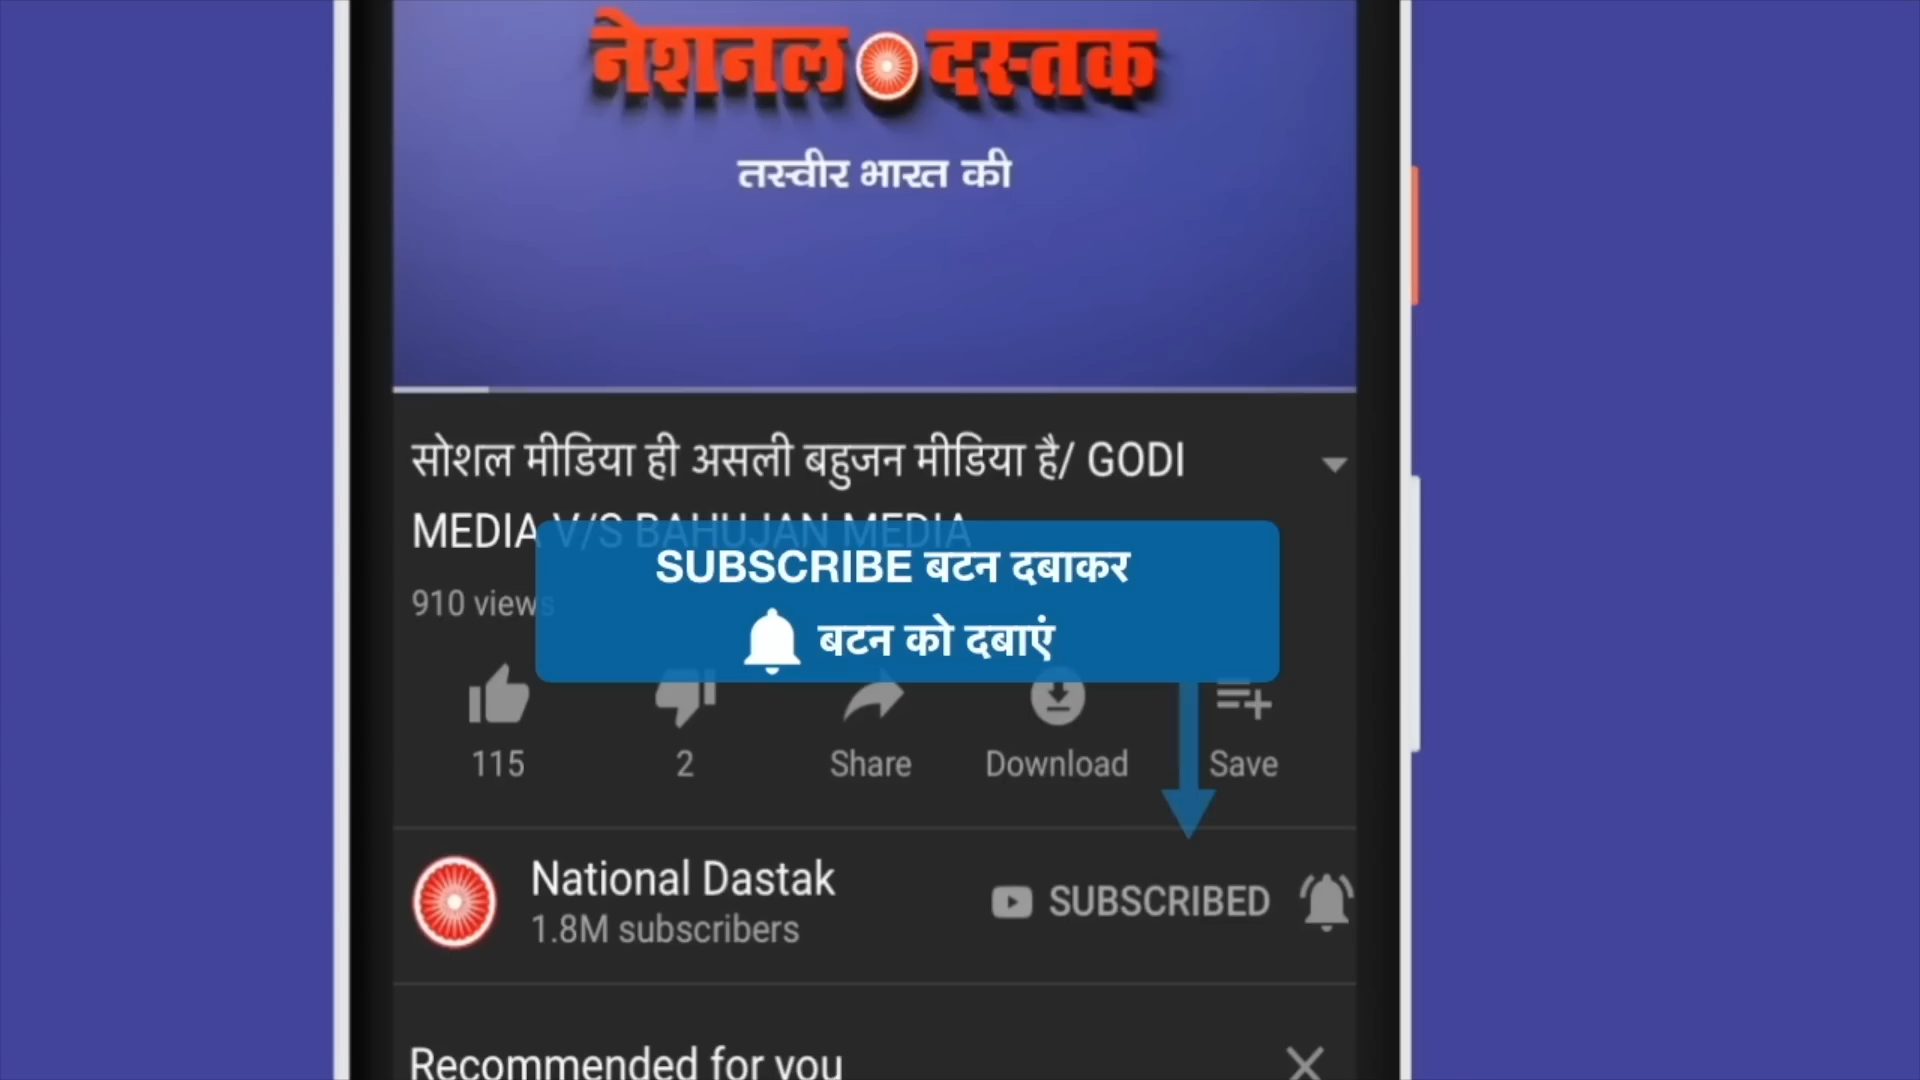 नेशनल दस्तक
तस्वीर भारत की
सोशल मीडिया ही असली बहुजन मीडिया है/ GODI
MEDIA V/S BAHUJAN MEDIA
910 views
SUBSCRIBE बटन दबाकर
बटन को दबाएं
115
2
Share
Download
Save
National Dastak
1.8M subscribers
SUBSCRIBED
Recommended for you